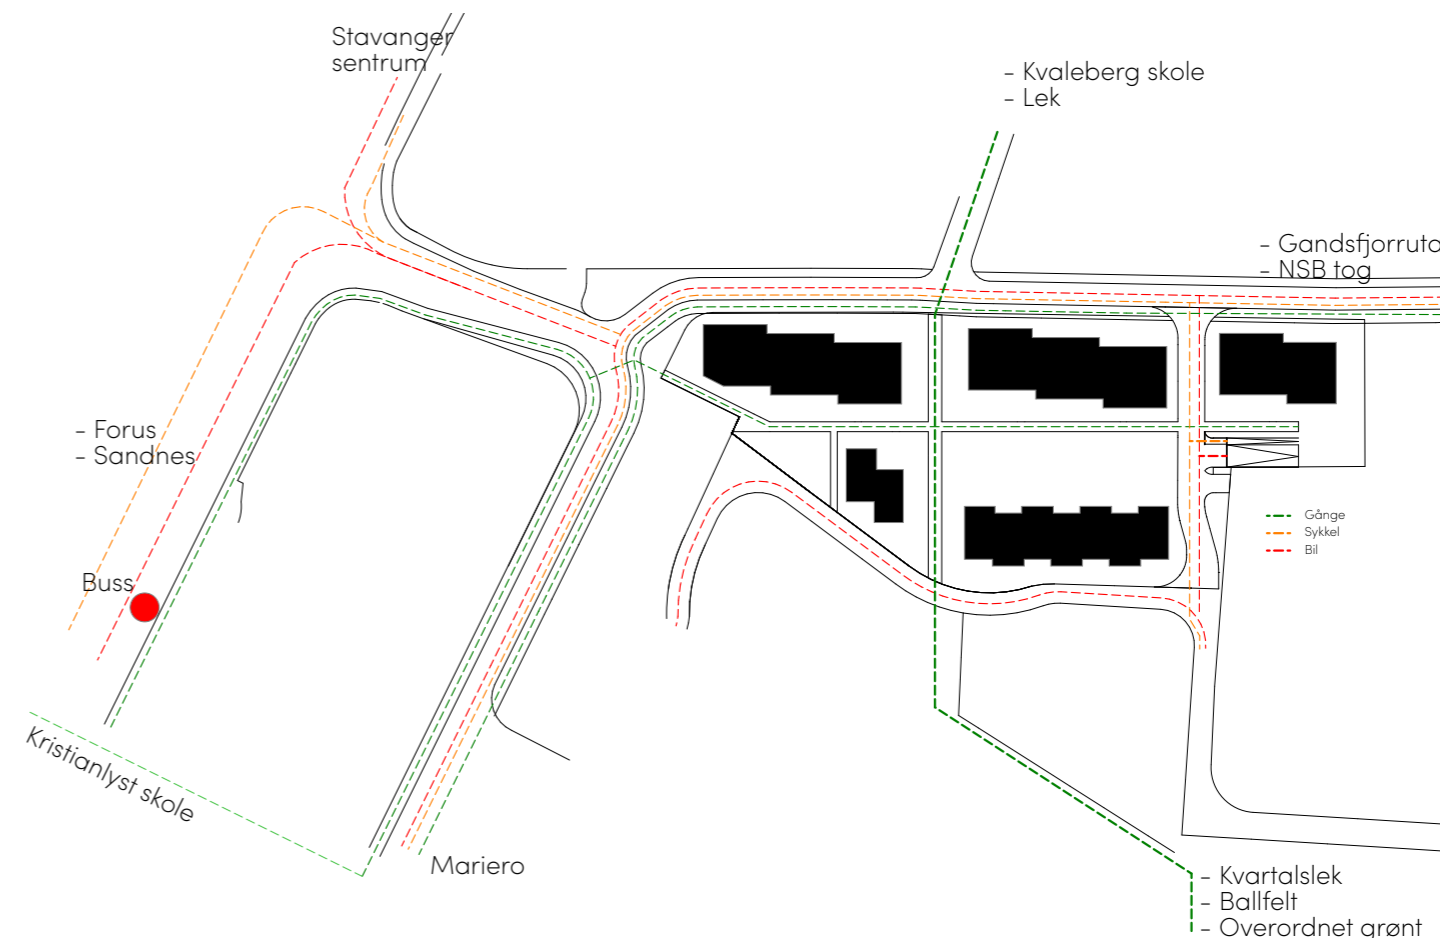 Stavanger
sentrum
- Kvaleberg skole
- Lek
- Gandsfjorruta
- NSB tog
- Forus
- Sandnes
Gånge
Sykkel
Bil
Buss
Kristianlyst skole
Mariero
- Kvartalslek
- Ballfelt
- Overordnet grønt